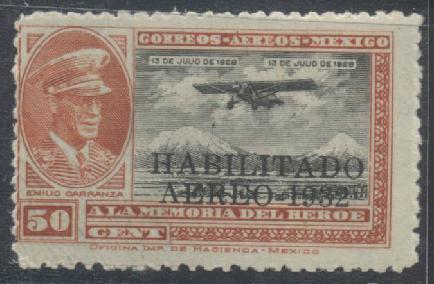 CORREOS-AEREOS-MEXICO
13 DE JULIO DE 1928 13 DE JULIO DE 1929
HABILITADO
AEREO-1932
EMILIO CARRANZA
50 A LA MEMORIA DEL HEROE
CENT
OFICINA IMP. DE HACIENDA-MEXICO